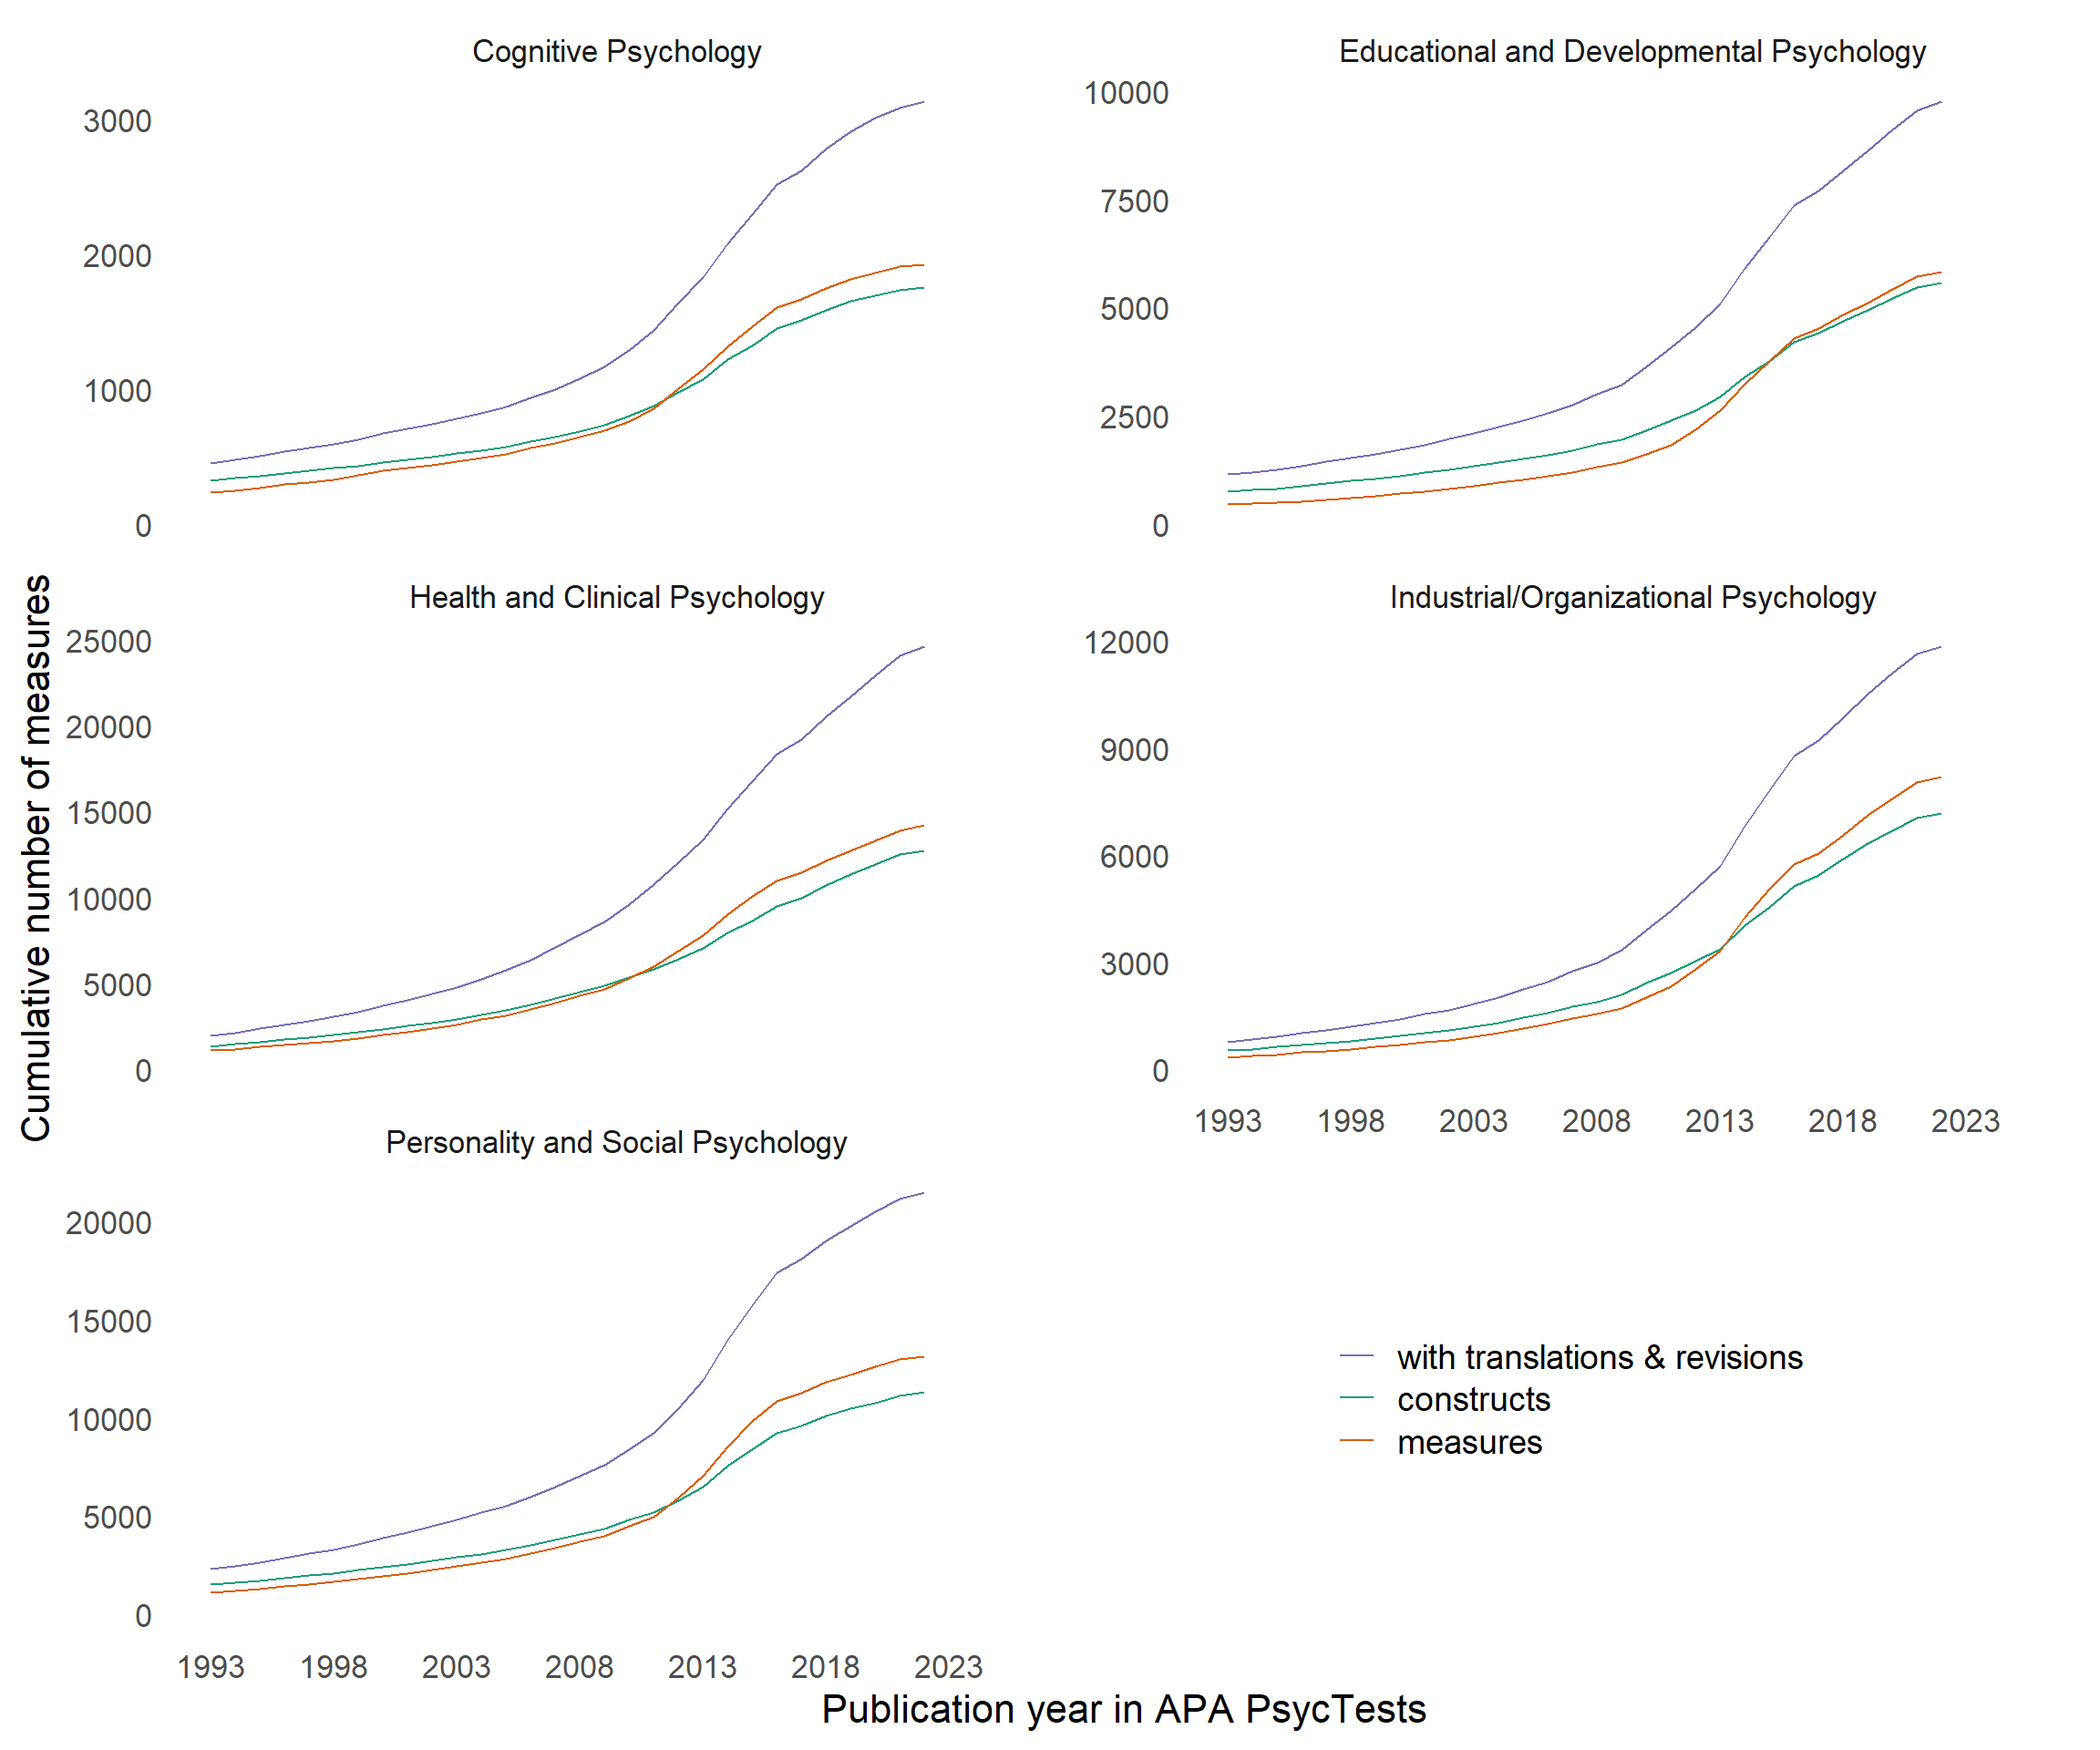 Cognitive Psychology
3000
2000
1000
0
Educational and Developmental Psychology
10000
7500
5000
2500
0
Cumulative number of measures
Health and Clinical Psychology
25000
20000
15000
10000
5000
0
Industrial/Organizational Psychology
12000
9000
6000
3000
0
1993 1998 2003 2008 2013 2018 2023
Personality and Social Psychology
20000
15000
10000
5000
0
1993 1998 2003 2008 2013 2018 2023
with translations & revisions
constructs
measures
Publication year in APA PsycTests